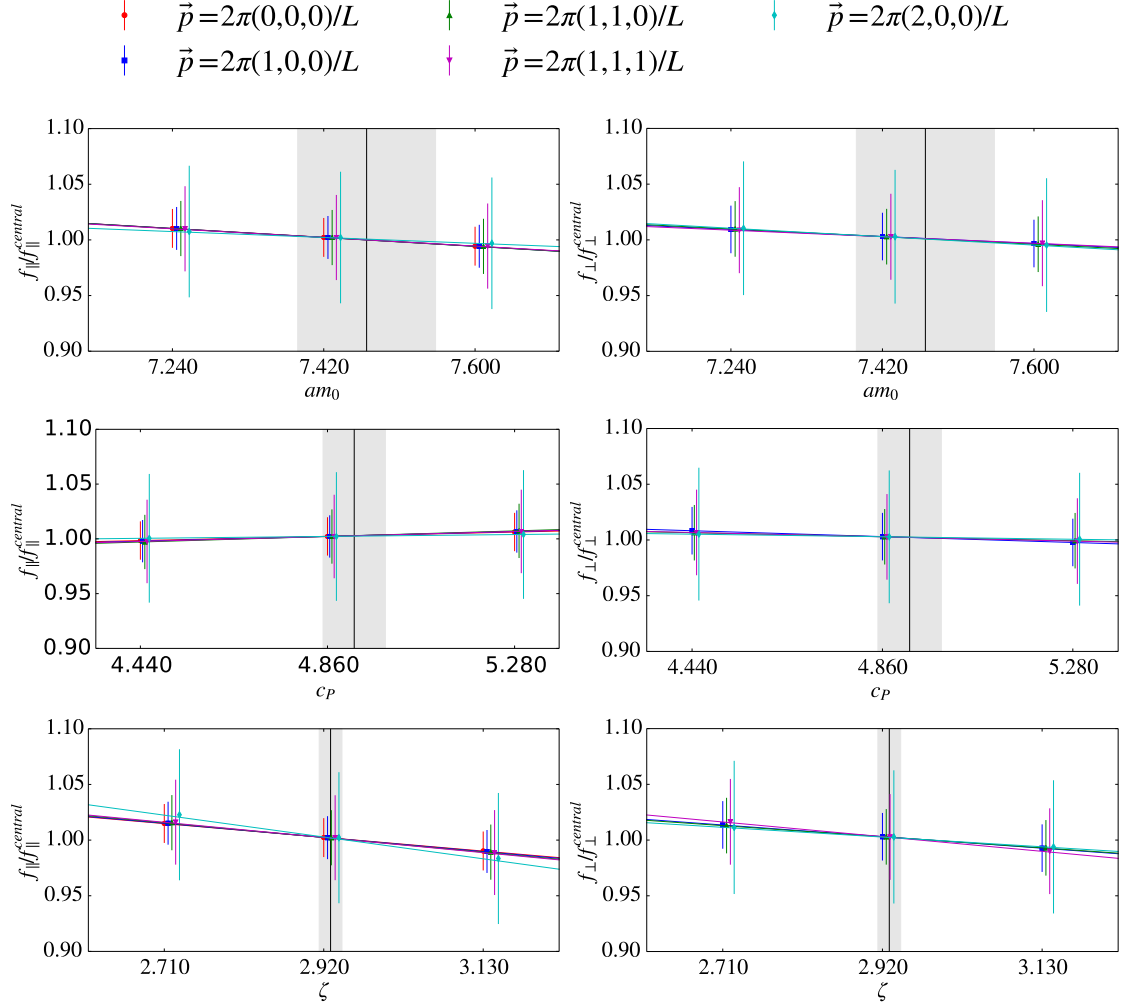 p⃗=2π(0,0,0)/L p⃗=2π(1,1,0)/L p⃗=2π(2,0,0)/L
p⃗=2π(1,0,0)/L p⃗=2π(1,1,1)/L
1.10 1.10
1.05 1.05
1.00 1.00
0.95 0.95
0.90 0.90
f∥/f∥^central f⊥/f⊥^central
7.240 7.420 7.600 7.240 7.420 7.600
am₀ am₀
1.10 1.10
1.05 1.05
1.00 1.00
0.95 0.95
0.90 0.90
f∥/f∥^central f⊥/f⊥^central
4.440 4.860 5.280 4.440 4.860 5.280
c_P c_P
1.10 1.10
1.05 1.05
1.00 1.00
0.95 0.95
0.90 0.90
f∥/f∥^central f⊥/f⊥^central
2.710 2.920 3.130 2.710 2.920 3.130
ζ ζ